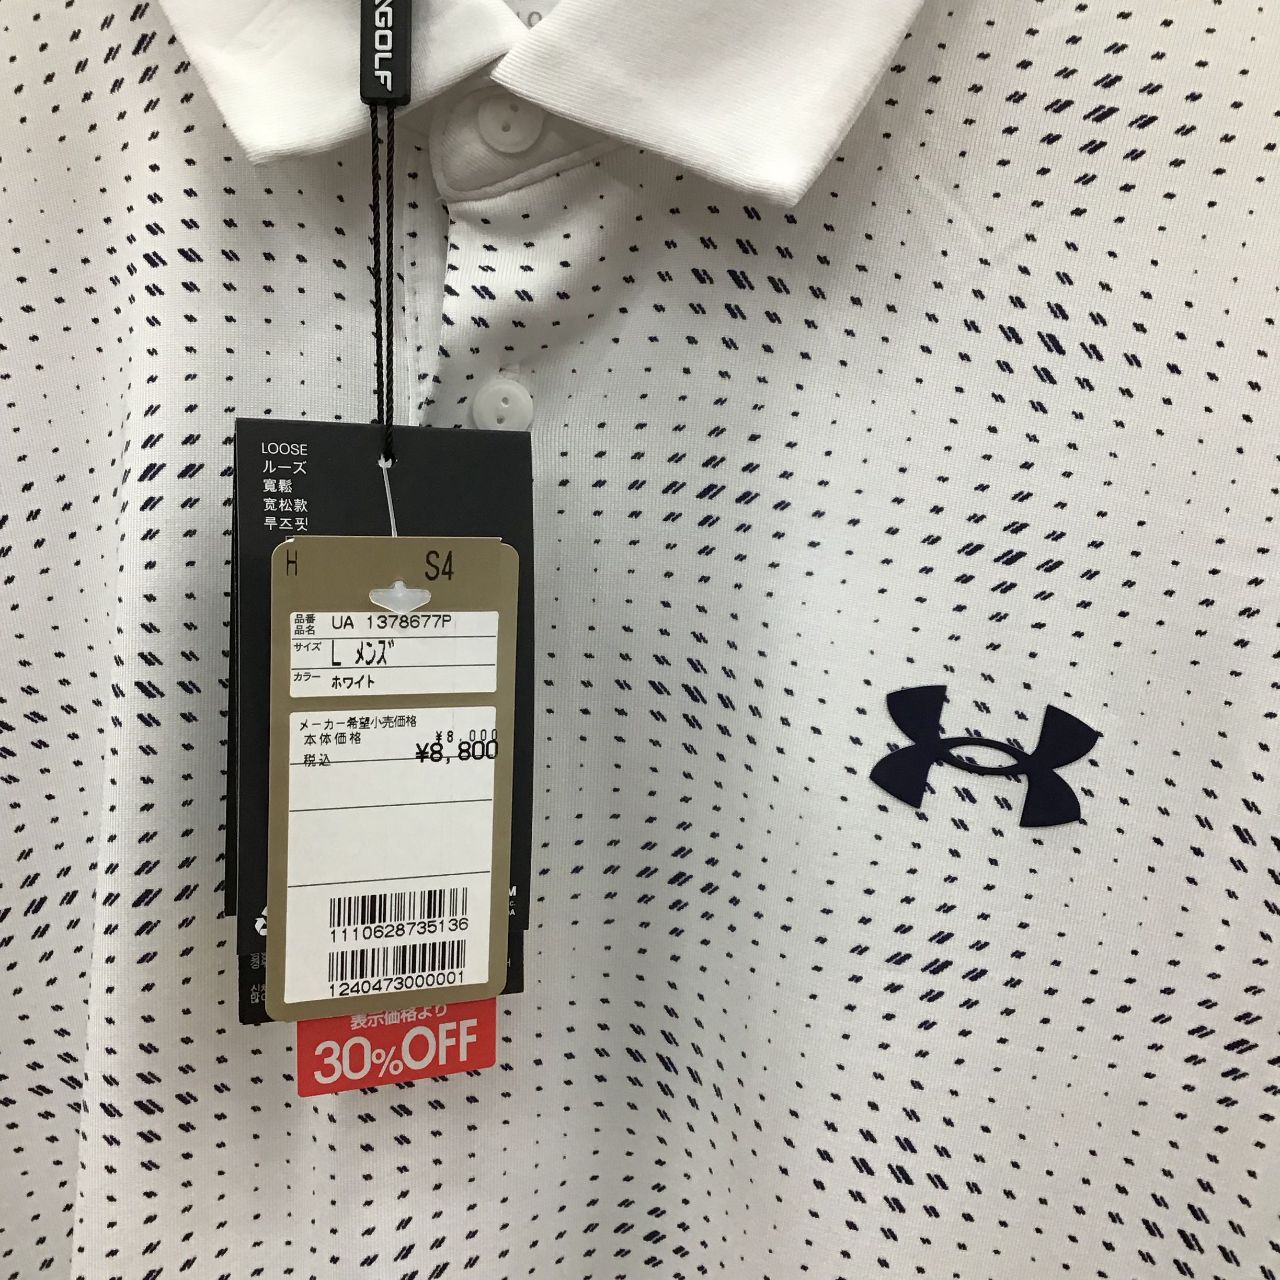 GOLF
LOOSE
ルーズ
寬鬆
宽松款
루즈핏
H S4
品番
品名 UA 1378677P
サイズ L メンズ
カラー ホワイト
メーカー希望小売価格
本体価格 ¥8,000
税込 ¥8,800
1110628735136
1240473000001
表示価格より
30%OFF